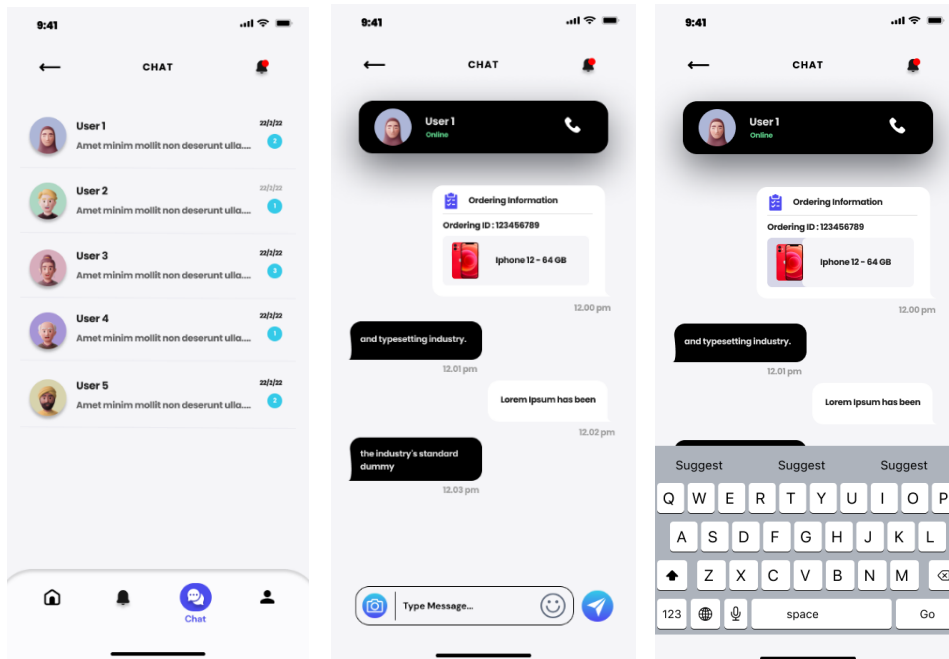 9:41
CHAT
User 1
22/2/22
Amet minim mollit non deserunt ulla....
2
User 2
22/2/22
Amet minim mollit non deserunt ulla....
1
User 3
22/2/22
Amet minim mollit non deserunt ulla....
3
User 4
22/2/22
Amet minim mollit non deserunt ulla....
1
User 5
22/2/22
Amet minim mollit non deserunt ulla....
2
Chat
9:41
CHAT
User 1
Online
Ordering Information
Ordering ID : 123456789
Iphone 12 - 64 GB
12.00 pm
and typesetting industry.
12.01 pm
Lorem Ipsum has been
12.02 pm
the industry's standard
dummy
12.03 pm
Type Message...
9:41
CHAT
User 1
Online
Ordering Information
Ordering ID : 123456789
Iphone 12 - 64 GB
12.00 pm
and typesetting industry.
12.01 pm
Lorem Ipsum has been
Suggest Suggest Suggest
Q W E R T Y U I O P
A S D F G H J K L
Z X C V B N M
123 space Go